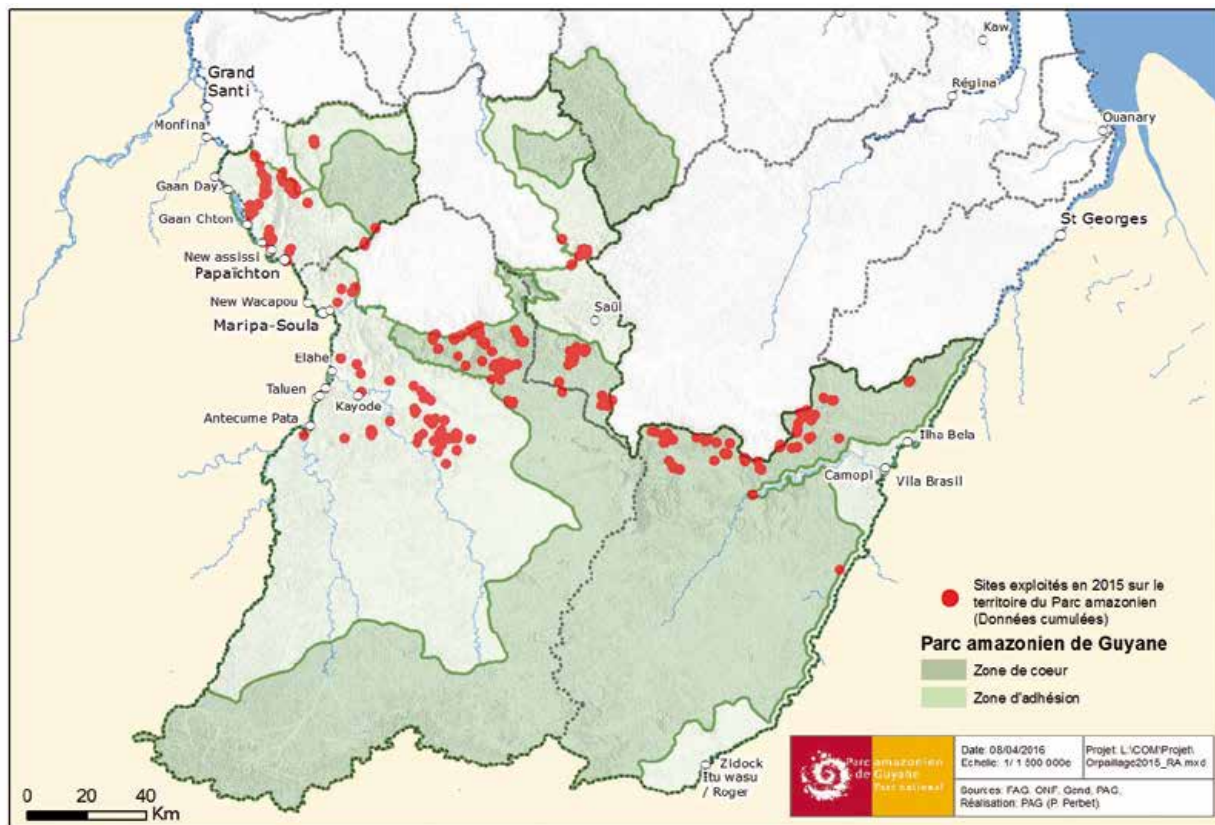 Kaw
Grand
Santi
Régina
Monfina
Ouanary
Gaan Day
Gaan Chton
St Georges
New assissi
Papaïchton
New Wacapou
Saül
Maripa-Soula
Elahe
Taluen
Kayode
Antecume Pata
Ilha Bela
Camopi
Vila Brasil
Sites exploités en 2015 sur le
territoire du Parc amazonien
(Données cumulées)
Parc amazonien de Guyane
Zone de coeur
Zone d'adhésion
Zidock
Itu wasu
/ Roger
0 20 40
Km
Parc amazonien
de Guyane
Parc national
Date: 08/04/2016
Echelle: 1/ 1 500 000e
Projet: L:\COM\Projet\
Orpaillage2015_RA.mxd
Sources: PAG, ONF, Gend, PAG,
Réalisation: PAG (P. Perbet)